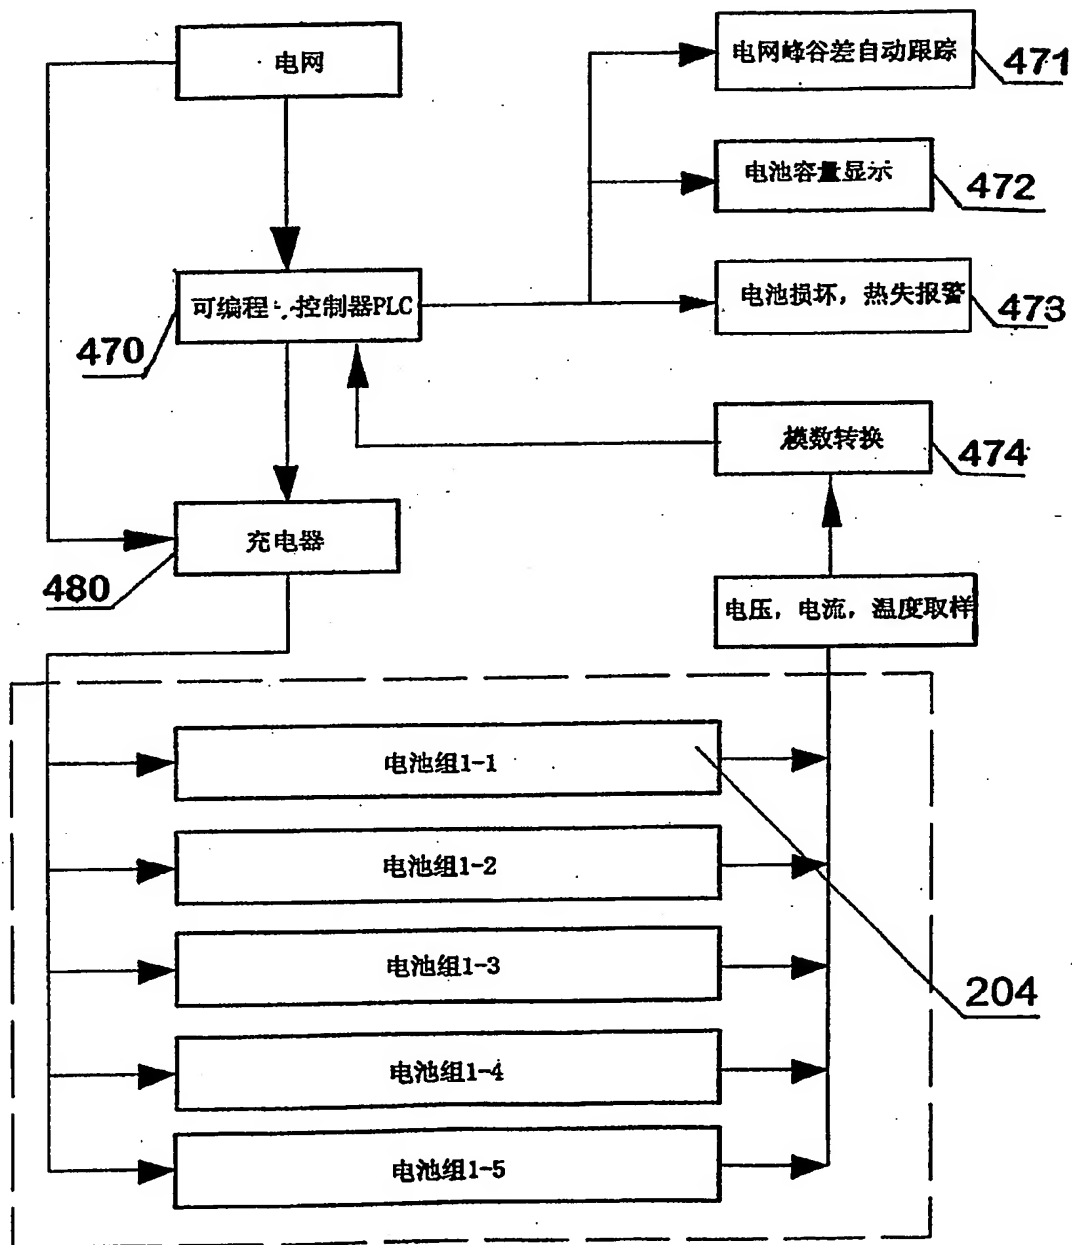 电网
电网峰谷差自动跟踪
471
电池容量显示
472
可编程控制器PLC
470
电池损坏，热失报警
473
模数转换
474
充电器
480
电压，电流，温度取样
电池组1-1
电池组1-2
电池组1-3
204
电池组1-4
电池组1-5